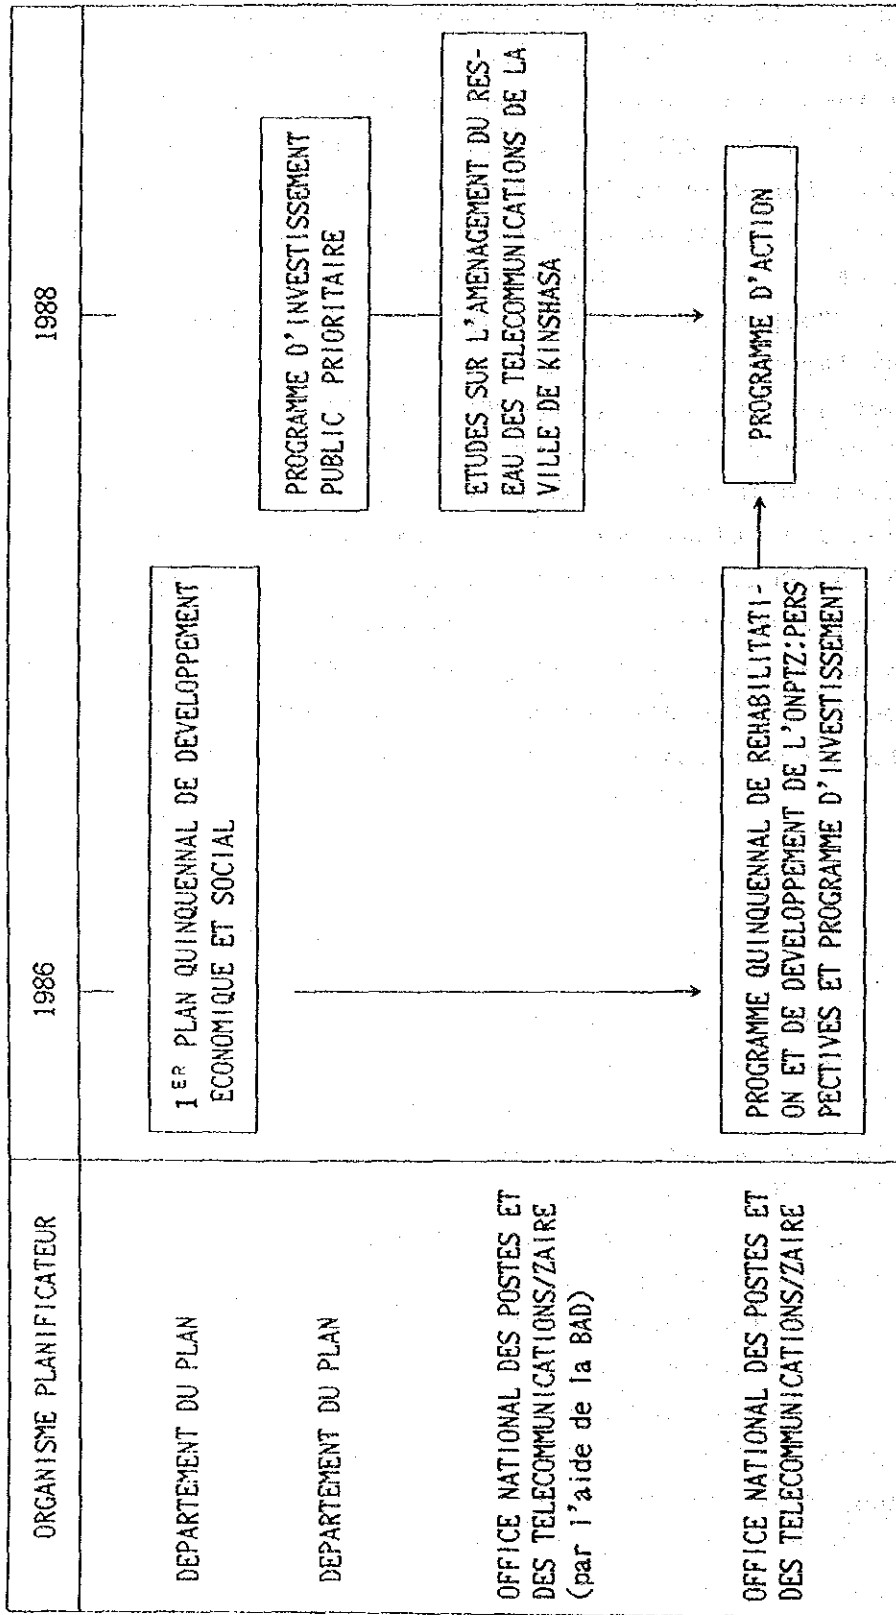 ORGANISME PLANIFICATEUR
1986
1988
DEPARTEMENT DU PLAN
1ER PLAN QUINQUENNAL DE DEVELOPPEMENT
ECONOMIQUE ET SOCIAL
DEPARTEMENT DU PLAN
PROGRAMME D'INVESTISSEMENT
PUBLIC PRIORITAIRE
OFFICE NATIONAL DES POSTES ET
DES TELECOMMUNICATIONS/ZAIRE
(par l'aide de la BAD)
ETUDES SUR L'AMENAGEMENT DU RES-
EAU DES TELECOMMUNICATIONS DE LA
VILLE DE KINSHASA
OFFICE NATIONAL DES POSTES ET
DES TELECOMMUNICATIONS/ZAIRE
PROGRAMME QUINQUENNAL DE REHABILITATI-
ON ET DE DEVELOPPEMENT DE L'ONPTZ:PERS
PECTIVES ET PROGRAMME D'INVESTISSEMENT
PROGRAMME D'ACTION